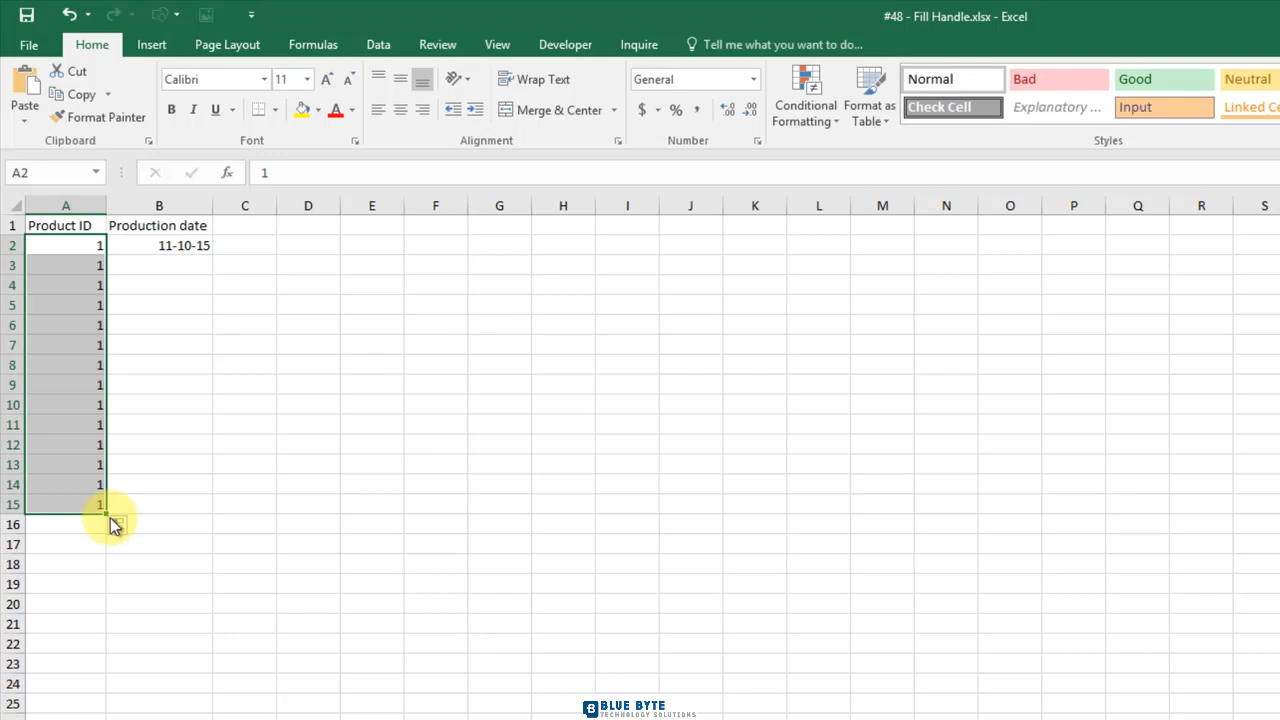 #48 - Fill Handle.xlsx - Excel
File Home Insert Page Layout Formulas Data Review View Developer Inquire Tell me what you want to do...
Paste Cut Copy Format Painter
Calibri 11
B I U A
Wrap Text
Merge & Center
General
$ % ,
Conditional Formatting
Format as Table
Normal Bad Good Neutral
Check Cell Explanatory ... Input Linked Ce
Clipboard Font Alignment Number Styles
A2 fx 1
A B C D E F G H I J K L M N O P Q R S
1 Product ID Production date
2 1 11-10-15
3 1
4 1
5 1
6 1
7 1
8 1
9 1
10 1
11 1
12 1
13 1
14 1
15 1
16
17
18
19
20
21
22
23
24
25
BLUE BYTE
TECHNOLOGY SOLUTIONS